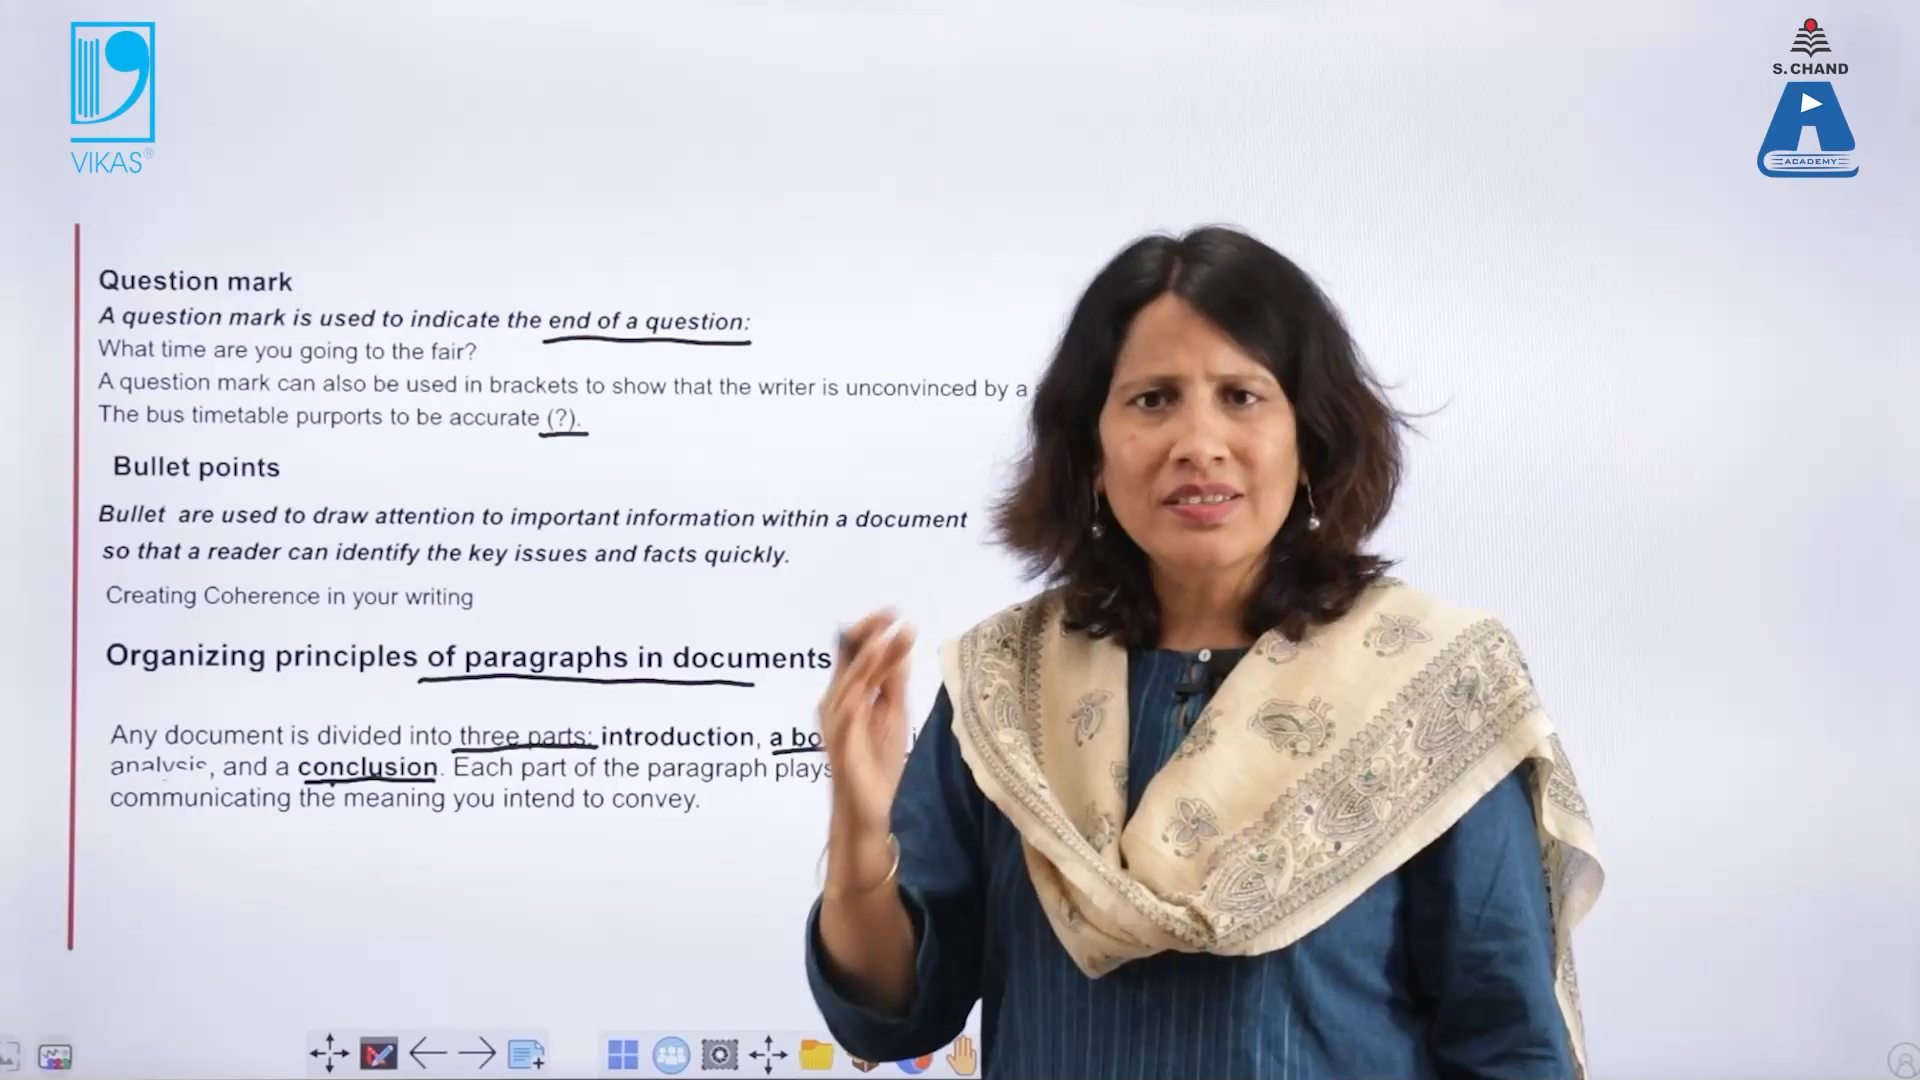 VIKAS®
S. CHAND
ACADEMY
Question mark
A question mark is used to indicate the end of a question:
What time are you going to the fair?
A question mark can also be used in brackets to show that the writer is unconvinced by a
The bus timetable purports to be accurate (?).
Bullet points
Bullet are used to draw attention to important information within a document
so that a reader can identify the key issues and facts quickly.
Creating Coherence in your writing
Organizing principles of paragraphs in documents
Any document is divided into three parts: introduction, a bo
analysis, and a conclusion. Each part of the paragraph plays
communicating the meaning you intend to convey.